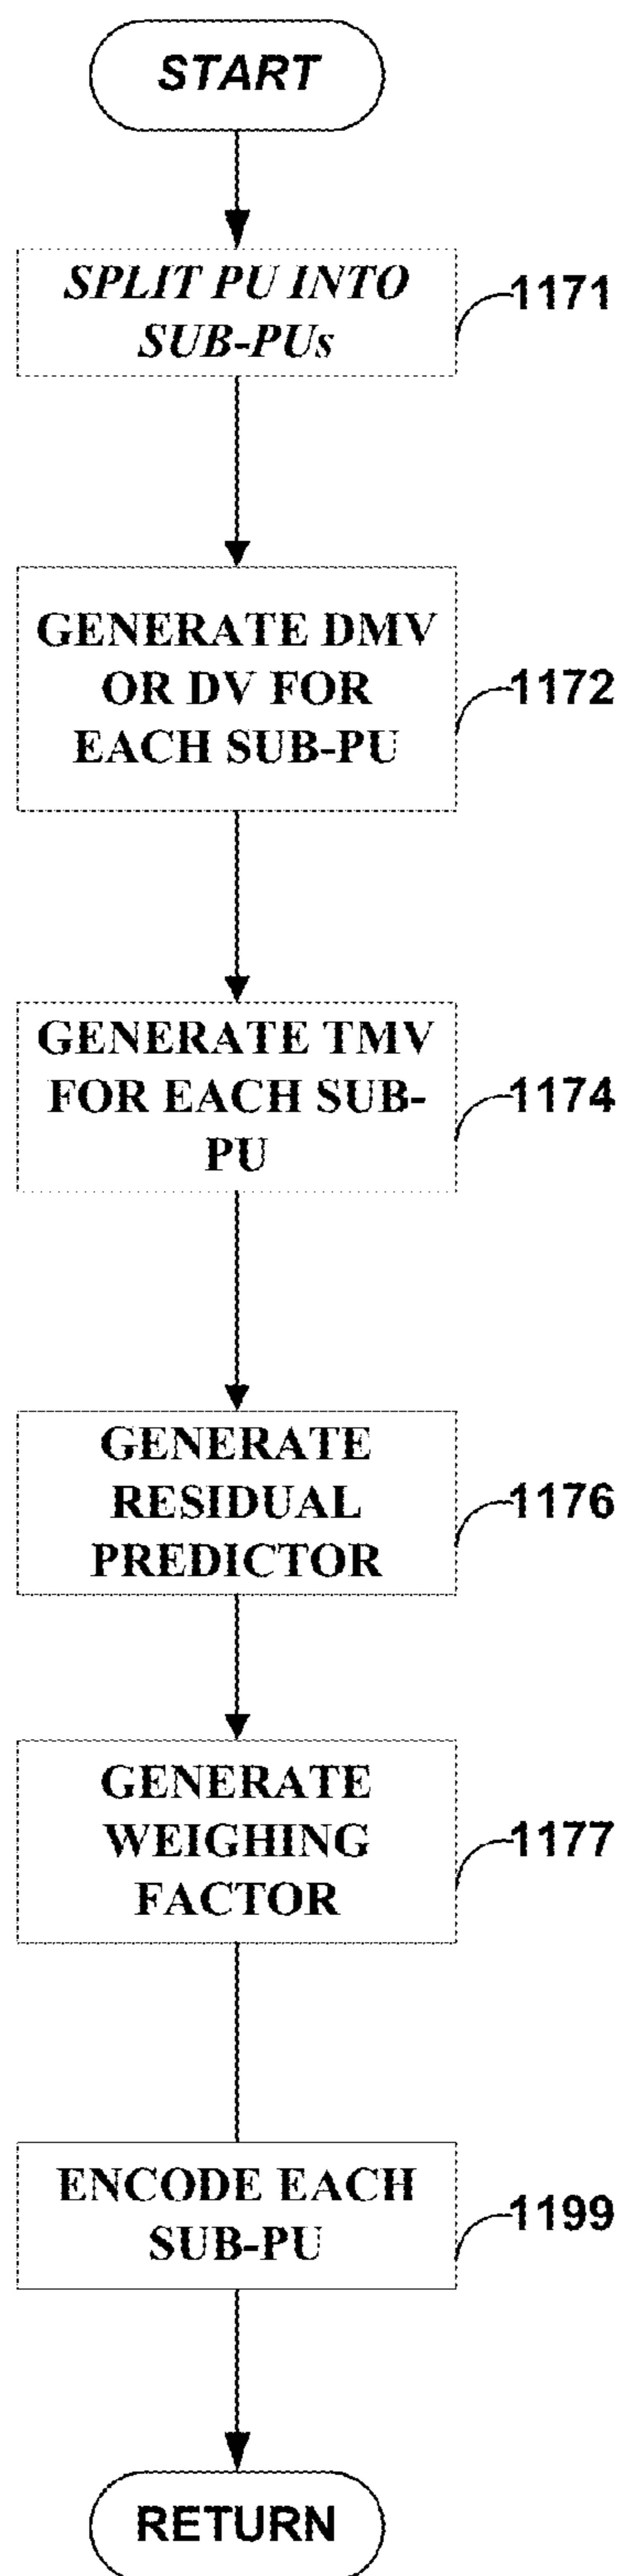 START
SPLIT PU INTO
SUB-PUs
1171
GENERATE DMV
OR DV FOR
EACH SUB-PU
1172
GENERATE TMV
FOR EACH SUB-
PU
1174
GENERATE
RESIDUAL
PREDICTOR
1176
GENERATE
WEIGHING
FACTOR
1177
ENCODE EACH
SUB-PU
1199
RETURN